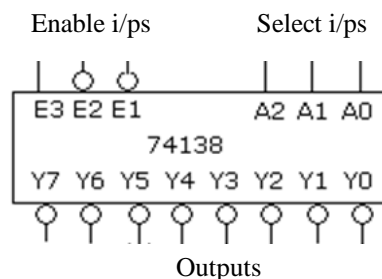 Enable i/ps Select i/ps
E3 E2 E1 A2 A1 A0
74138
Y7 Y6 Y5 Y4 Y3 Y2 Y1 Y0
Outputs